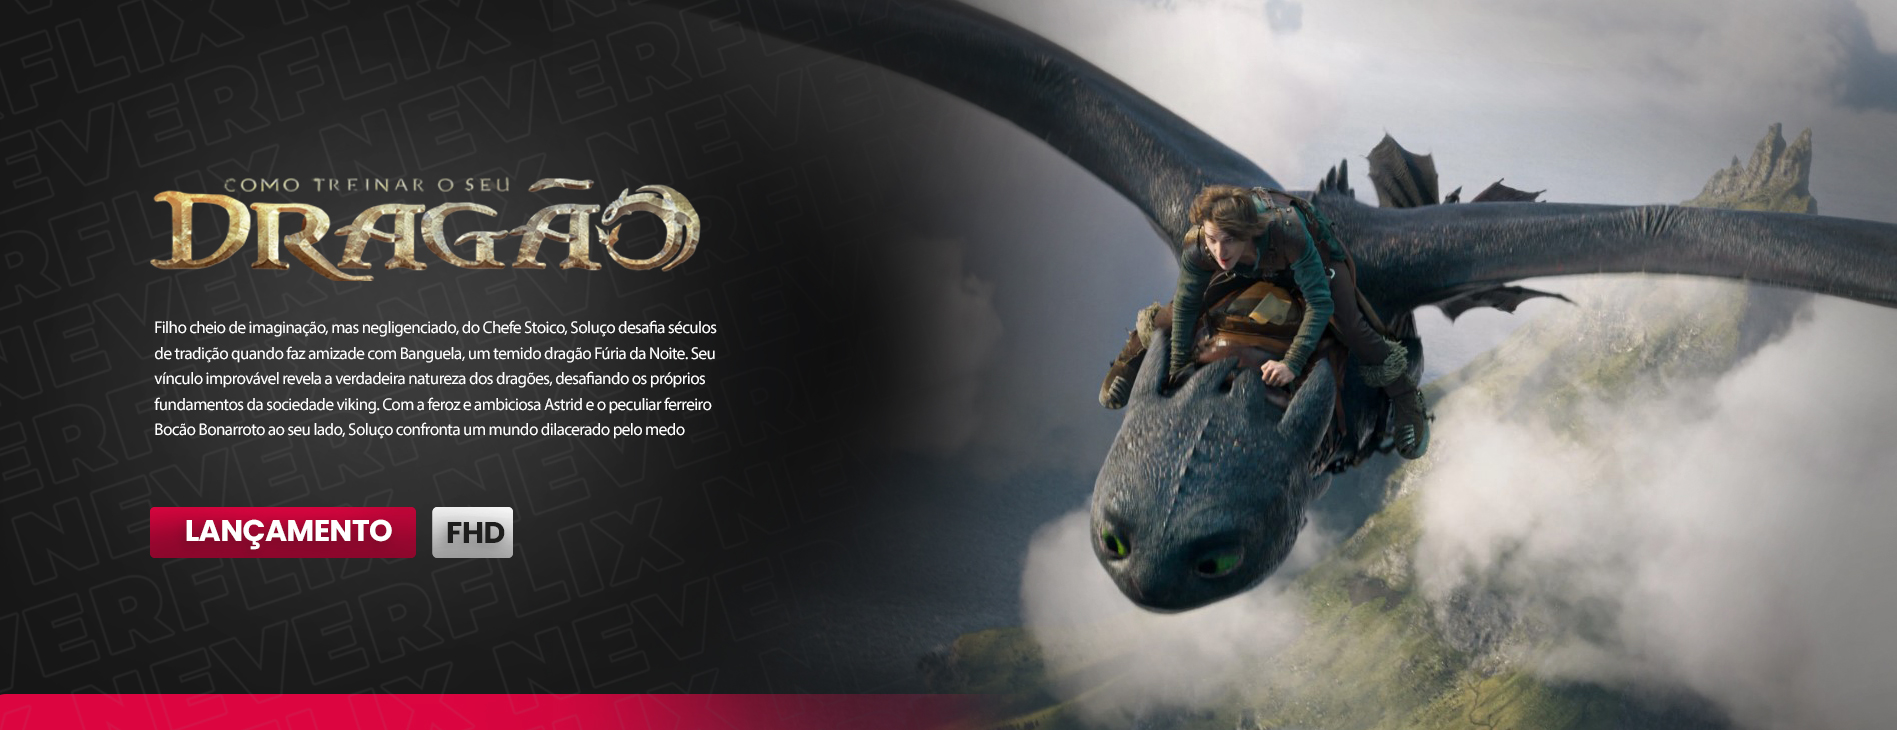 COMO TREINAR O SEU
DRAGÃO
Filho cheio de imaginação, mas negligenciado, do Chefe Stoico, Soluço desafia séculos
de tradição quando faz amizade com Banguela, um temido dragão Fúria da Noite. Seu
vínculo improvável revela a verdadeira natureza dos dragões, desafiando os próprios
fundamentos da sociedade viking. Com a feroz e ambiciosa Astrid e o peculiar ferreiro
Bocão Bonarroto ao seu lado, Soluço confronta um mundo dilacerado pelo medo
LANÇAMENTO
FHD
NEVERFLIX